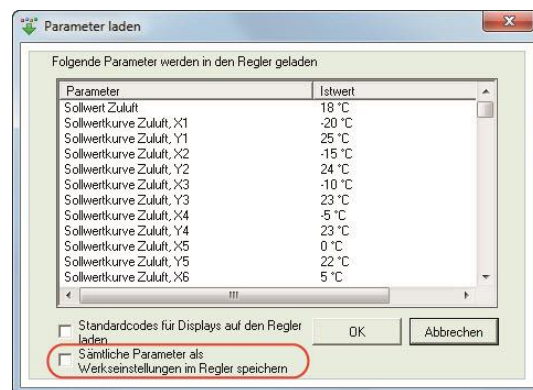 Parameter laden
Folgende Parameter werden in den Regler geladen
Parameter Istwert
Sollwert Zuluft 18 °C
Sollwertkurve Zuluft, X1 -20 °C
Sollwertkurve Zuluft, Y1 25 °C
Sollwertkurve Zuluft, X2 -15 °C
Sollwertkurve Zuluft, Y2 24 °C
Sollwertkurve Zuluft, X3 -10 °C
Sollwertkurve Zuluft, Y3 23 °C
Sollwertkurve Zuluft, X4 -5 °C
Sollwertkurve Zuluft, Y4 23 °C
Sollwertkurve Zuluft, X5 0 °C
Sollwertkurve Zuluft, Y5 22 °C
Sollwertkurve Zuluft, X6 5 °C
Standardcodes für Displays auf den Regler
laden
OK
Abbrechen
Sämtliche Parameter als
Werkseinstellungen im Regler speichern